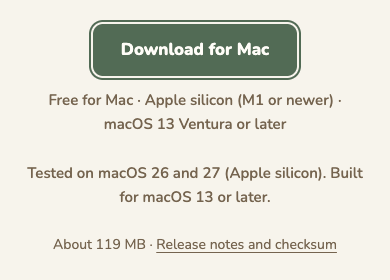 Download for Mac
Free for Mac · Apple silicon (M1 or newer) ·
macOS 13 Ventura or later
Tested on macOS 26 and 27 (Apple silicon). Built
for macOS 13 or later.
About 119 MB · Release notes and checksum